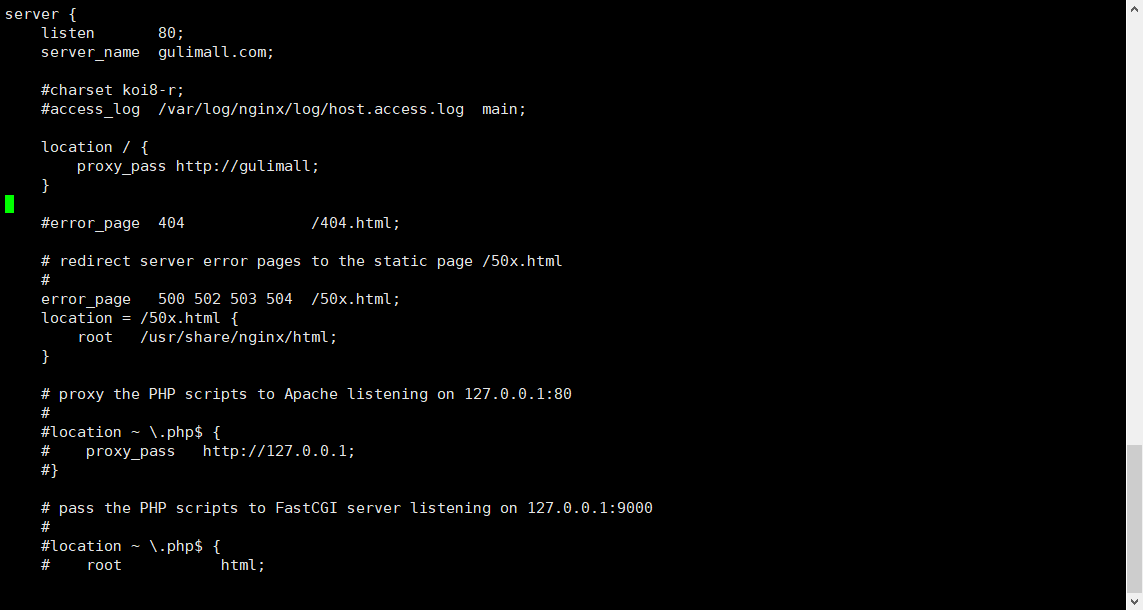 server {
    listen       80;
    server_name  gulimall.com;

    #charset koi8-r;
    #access_log  /var/log/nginx/log/host.access.log  main;

    location / {
        proxy_pass http://gulimall;
    }

    #error_page  404              /404.html;

    # redirect server error pages to the static page /50x.html
    #
    error_page   500 502 503 504  /50x.html;
    location = /50x.html {
        root   /usr/share/nginx/html;
    }

    # proxy the PHP scripts to Apache listening on 127.0.0.1:80
    #
    #location ~ \.php$ {
    #    proxy_pass   http://127.0.0.1;
    #}

    # pass the PHP scripts to FastCGI server listening on 127.0.0.1:9000
    #
    #location ~ \.php$ {
    #    root           html;